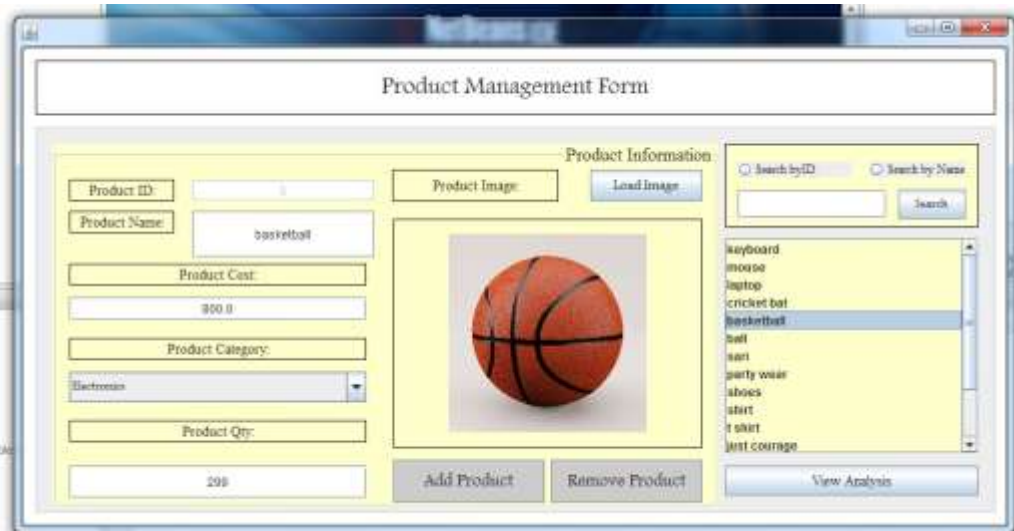 NetBeans IDE
Product Management Form
Product Information
Product ID:
Product Name:
basketball
Product Cost:
800.0
Product Category:
Electronics
Product Qty:
Product Image:
Load Image
Add Product
Remove Product
Search byID
Search by Name
Search
keyboard
mouse
laptop
cricket bat
basketball
ball
sari
party wear
shoes
shirt
t shirt
just courage
View Analysis